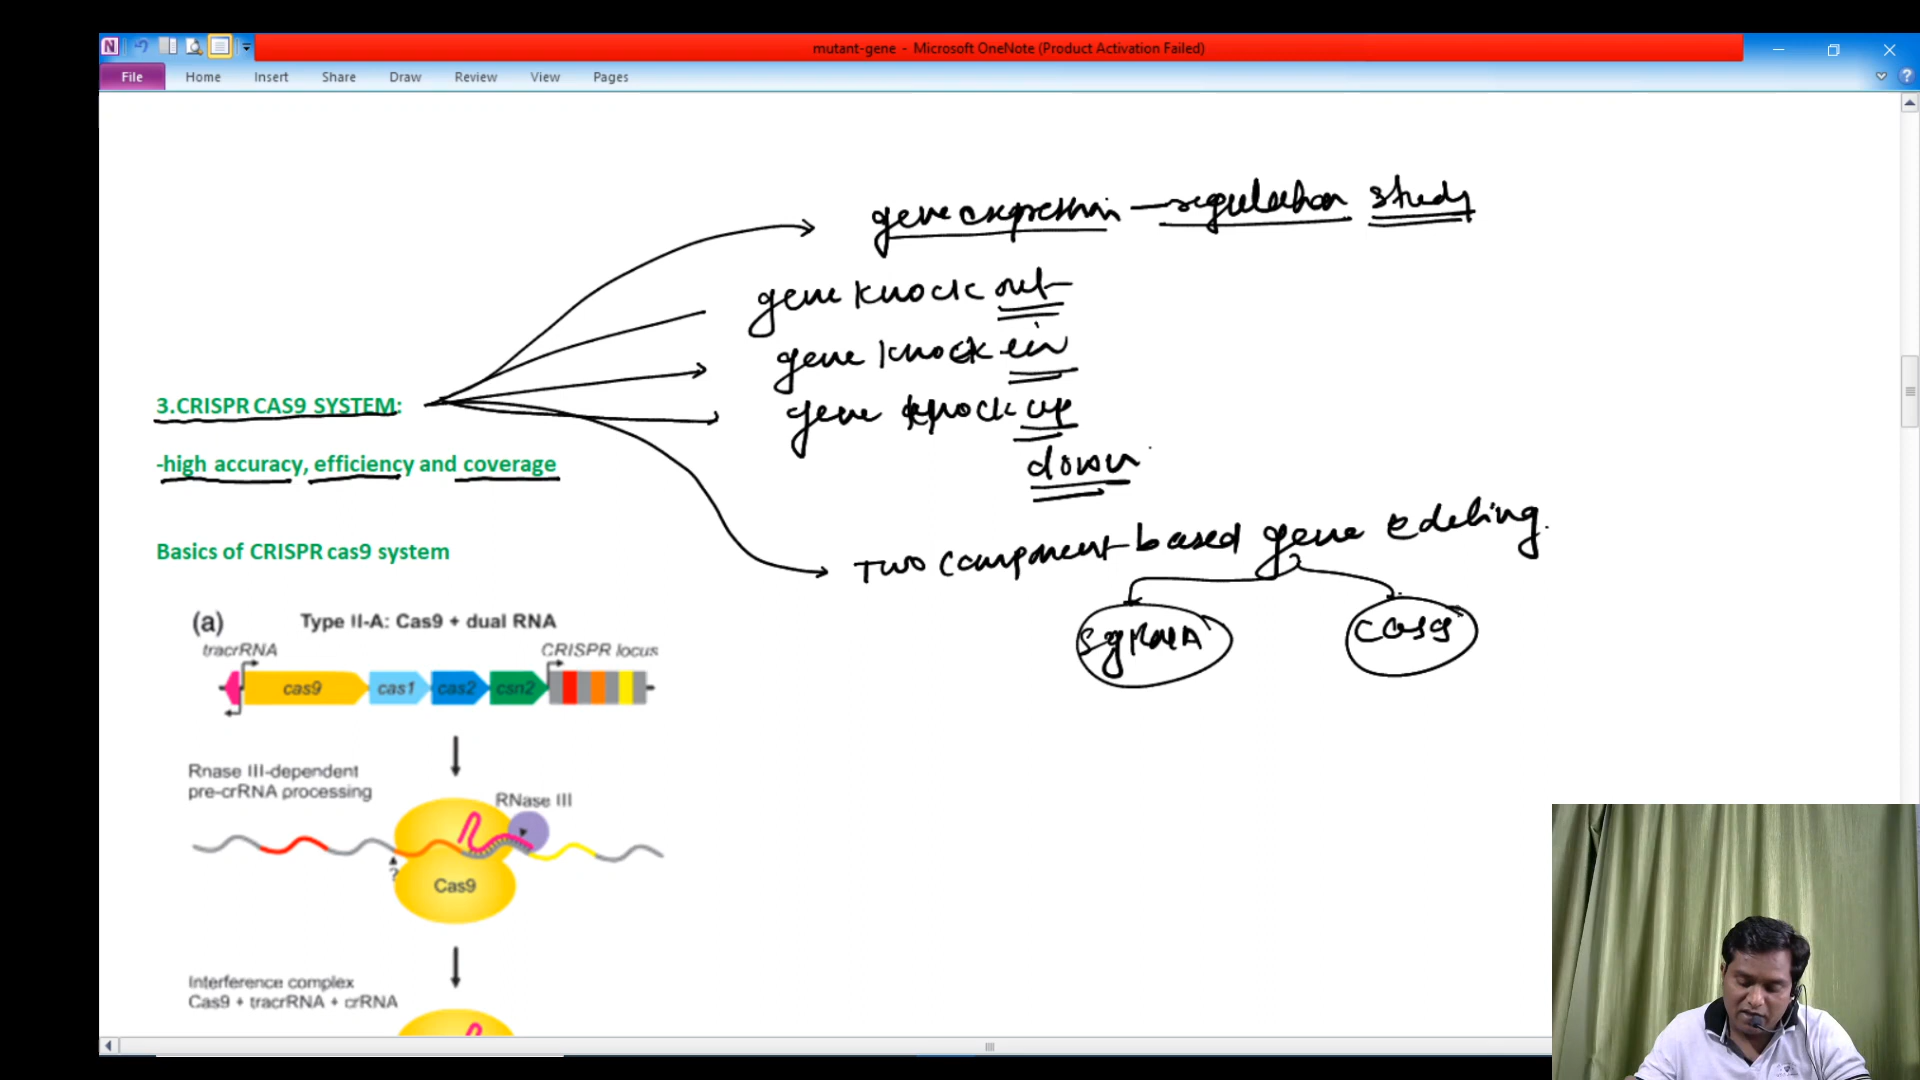 mutant-gene - Microsoft OneNote (Product Activation Failed)
File Home Insert Share Draw Review View Pages
gene expression - regulation study
gene knock out
gene knock in
gene knock up
down
3.CRISPR CAS9 SYSTEM:
-high accuracy, efficiency and coverage
Two component based gene editing.
sgRNA cas9
Basics of CRISPR cas9 system
(a) Type II-A: Cas9 + dual RNA
tracrRNA CRISPR locus
cas9 cas1 cas2 csn2
Rnase III-dependent
pre-crRNA processing
RNase III
?
Cas9
Interference complex
Cas9 + tracrRNA + crRNA